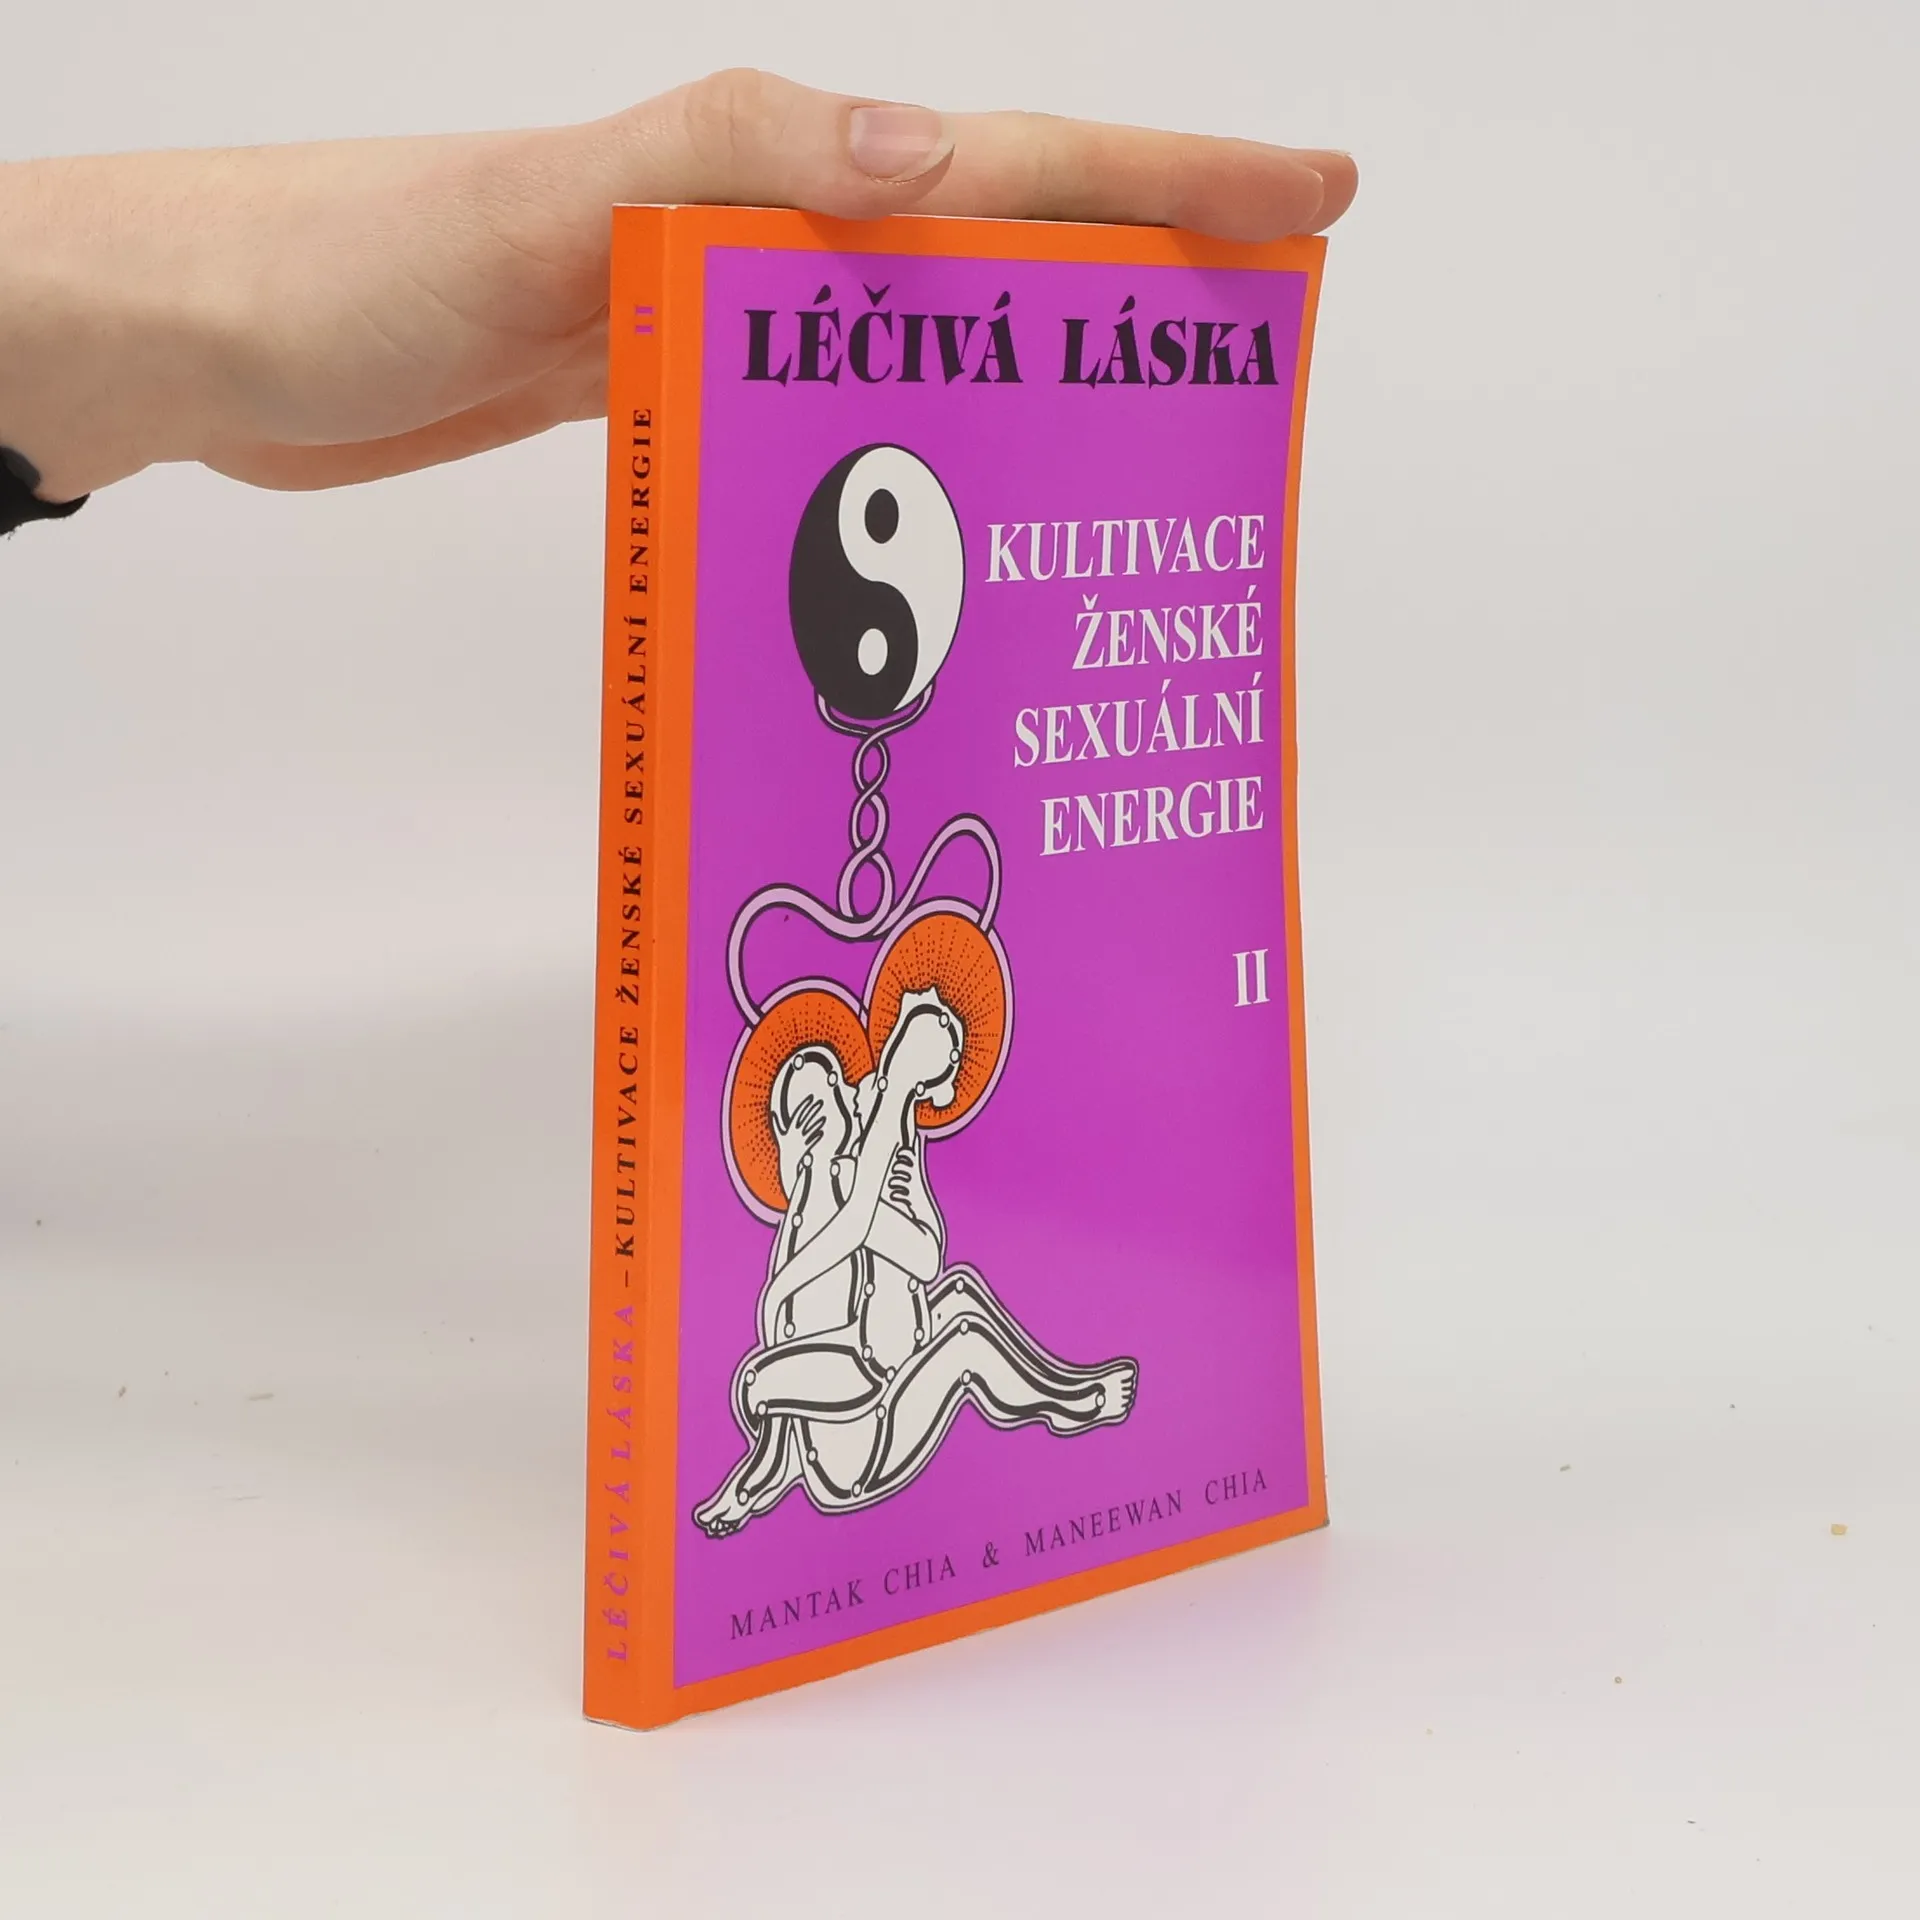 LÉČIVÁ LÁSKA
KULTIVACE
ŽENSKÉ
SEXUÁLNÍ
ENERGIE
II
MANTAK CHIA & MANEEWAN CHIA
LÉČIVÁ LÁSKA – KULTIVACE ŽENSKÉ SEXUÁLNÍ ENERGIE II